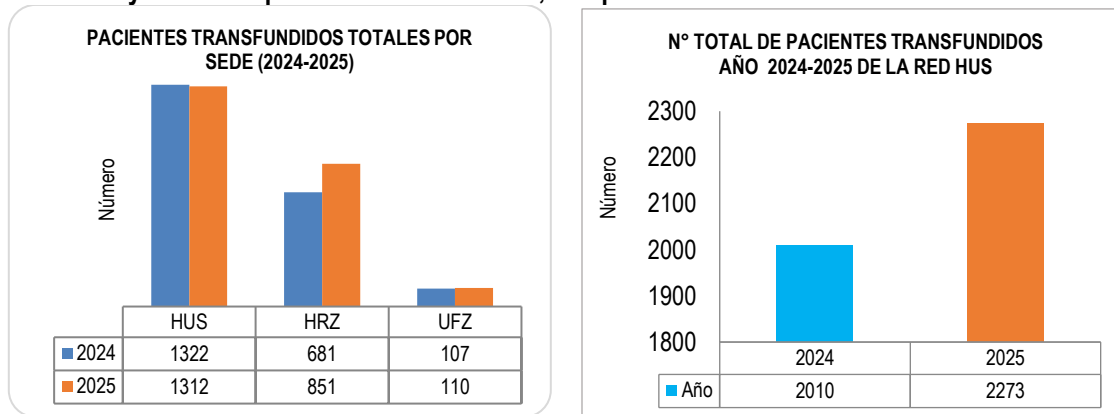 PACIENTES TRANSFUNDIDOS TOTALES POR
SEDE (2024-2025)
Número
HUS HRZ UFZ
2024 1322 681 107
2025 1312 851 110
N° TOTAL DE PACIENTES TRANSFUNDIDOS
AÑO 2024-2025 DE LA RED HUS
2300
2200
2100
2000
1900
1800
Número
2024 2025
Año 2010 2273